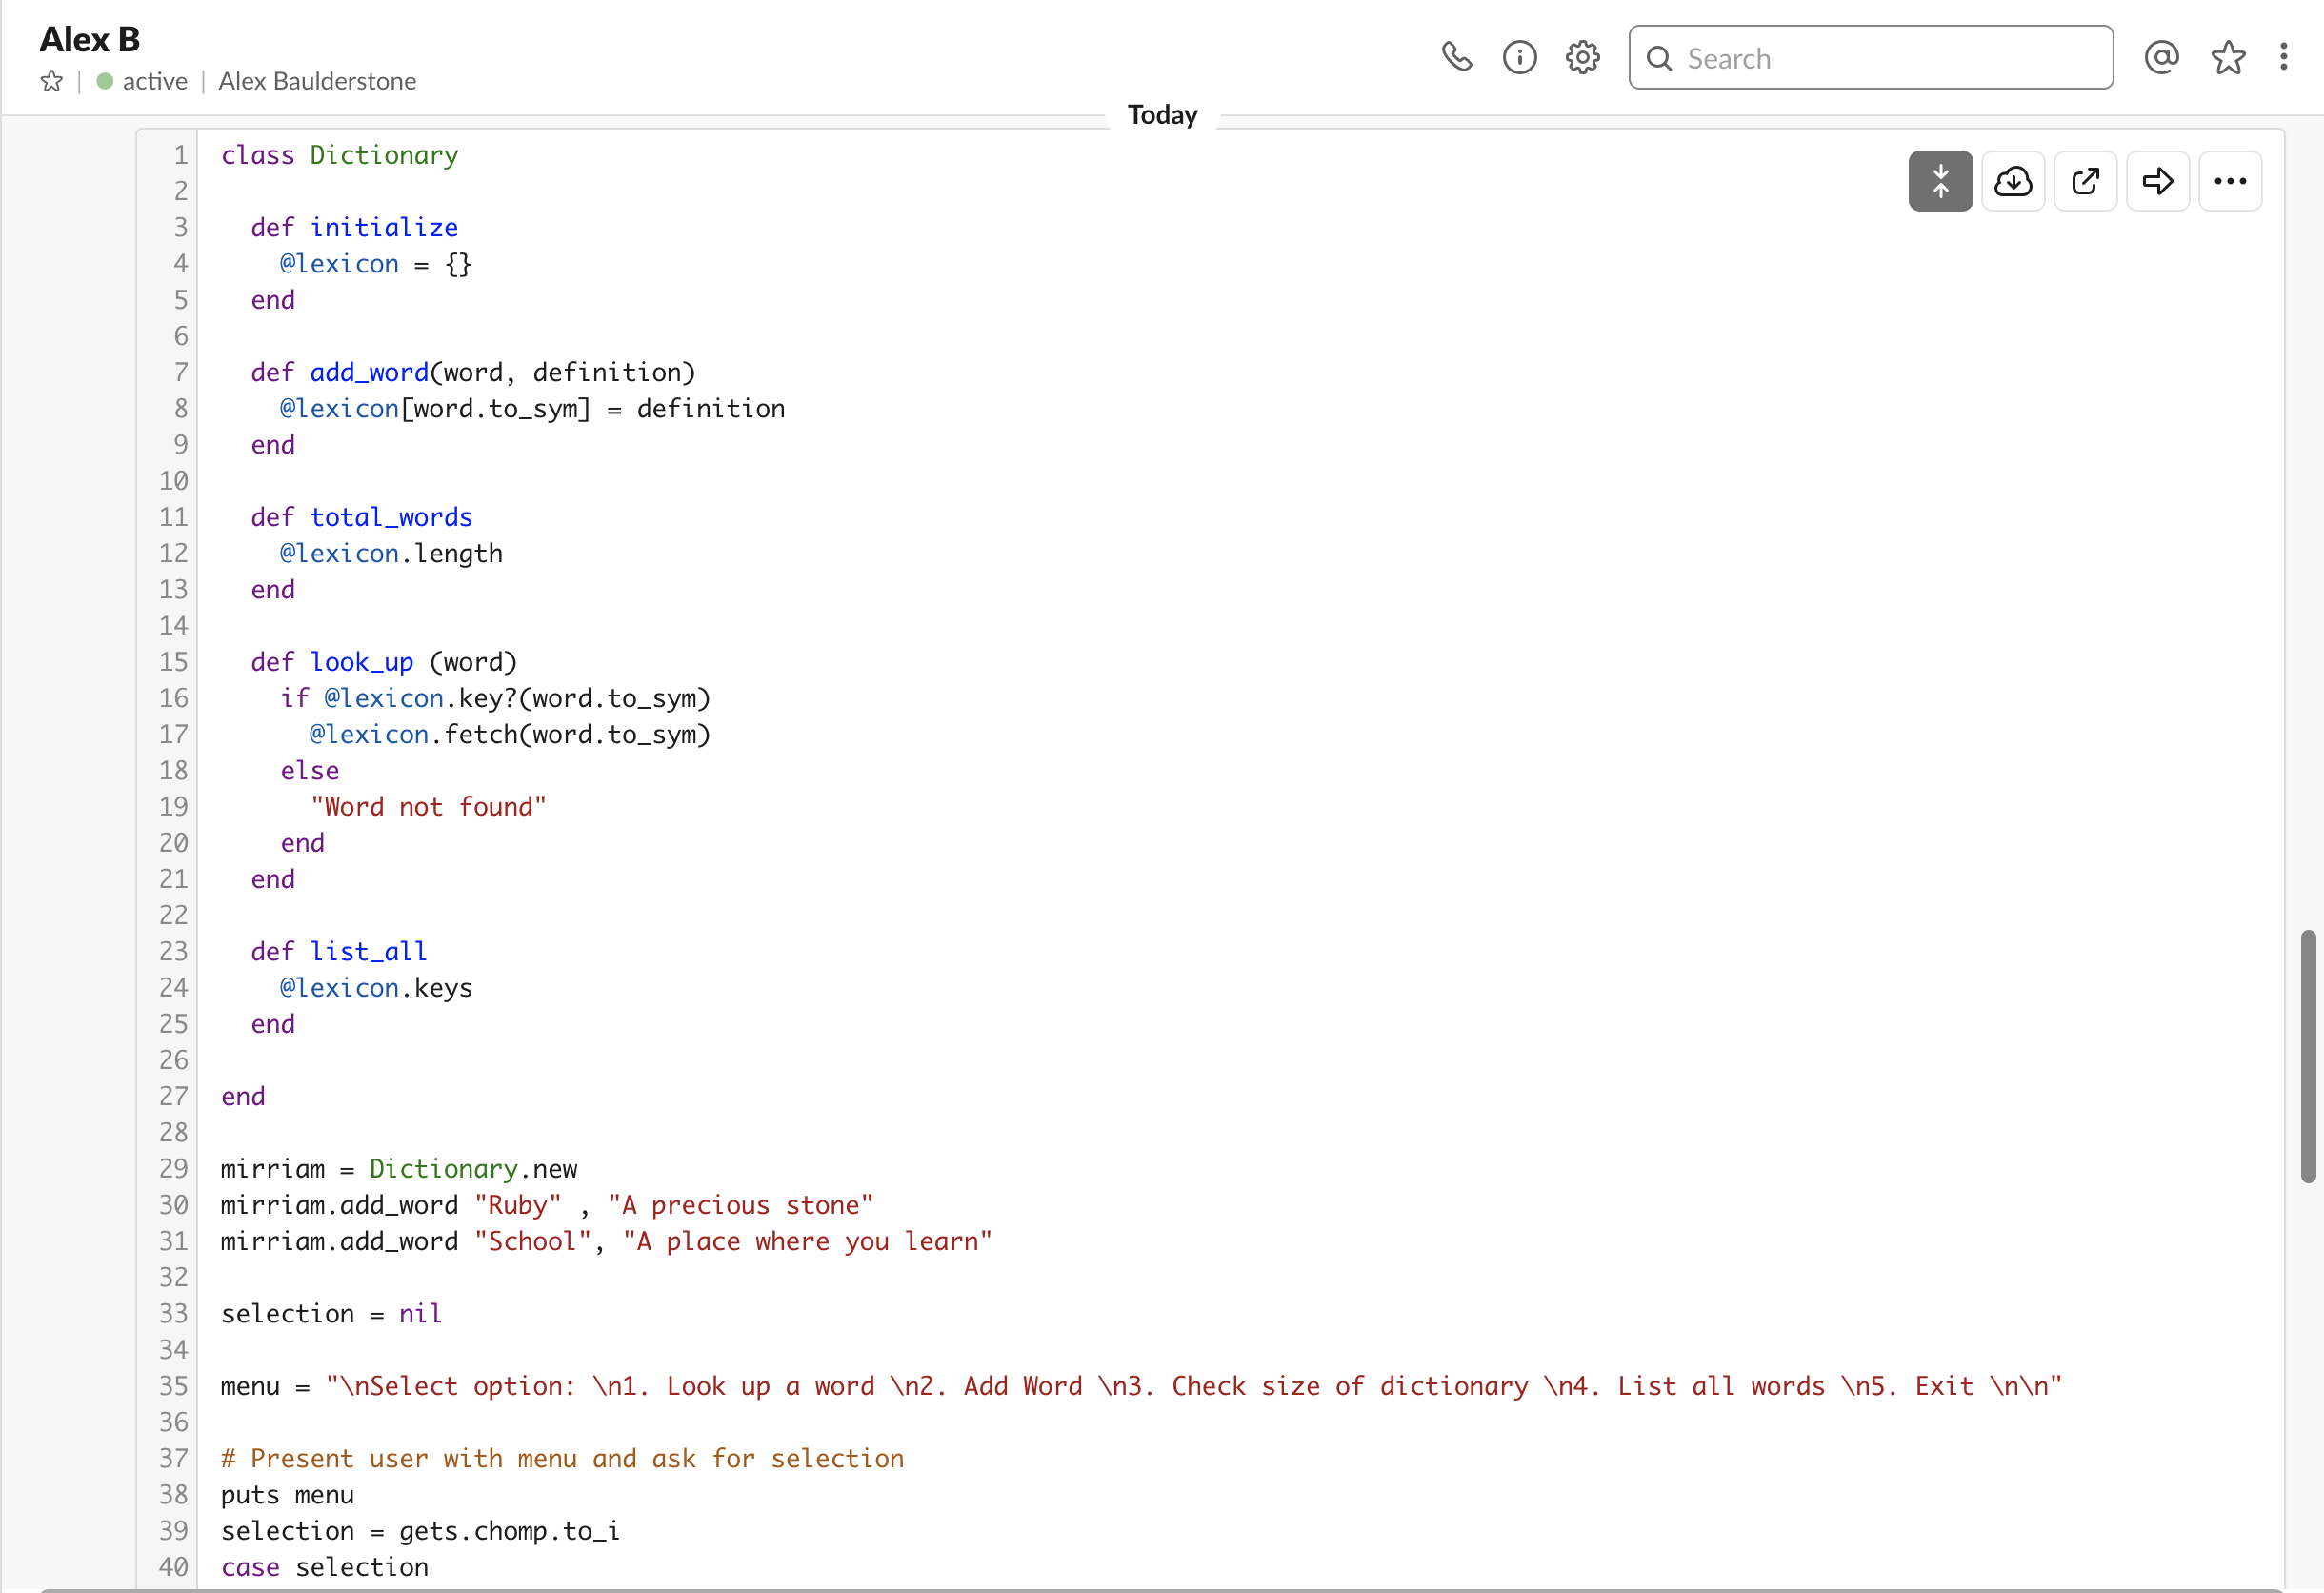 Alex B
active | Alex Baulderstone
Search
Today
1 class Dictionary
2
3   def initialize
4     @lexicon = {}
5   end
6
7   def add_word(word, definition)
8     @lexicon[word.to_sym] = definition
9   end
10
11   def total_words
12     @lexicon.length
13   end
14
15   def look_up (word)
16     if @lexicon.key?(word.to_sym)
17       @lexicon.fetch(word.to_sym)
18     else
19       "Word not found"
20     end
21   end
22
23   def list_all
24     @lexicon.keys
25   end
26
27 end
28
29 mirriam = Dictionary.new
30 mirriam.add_word "Ruby" , "A precious stone"
31 mirriam.add_word "School", "A place where you learn"
32
33 selection = nil
34
35 menu = "\nSelect option: \n1. Look up a word \n2. Add Word \n3. Check size of dictionary \n4. List all words \n5. Exit \n\n"
36
37 # Present user with menu and ask for selection
38 puts menu
39 selection = gets.chomp.to_i
40 case selection